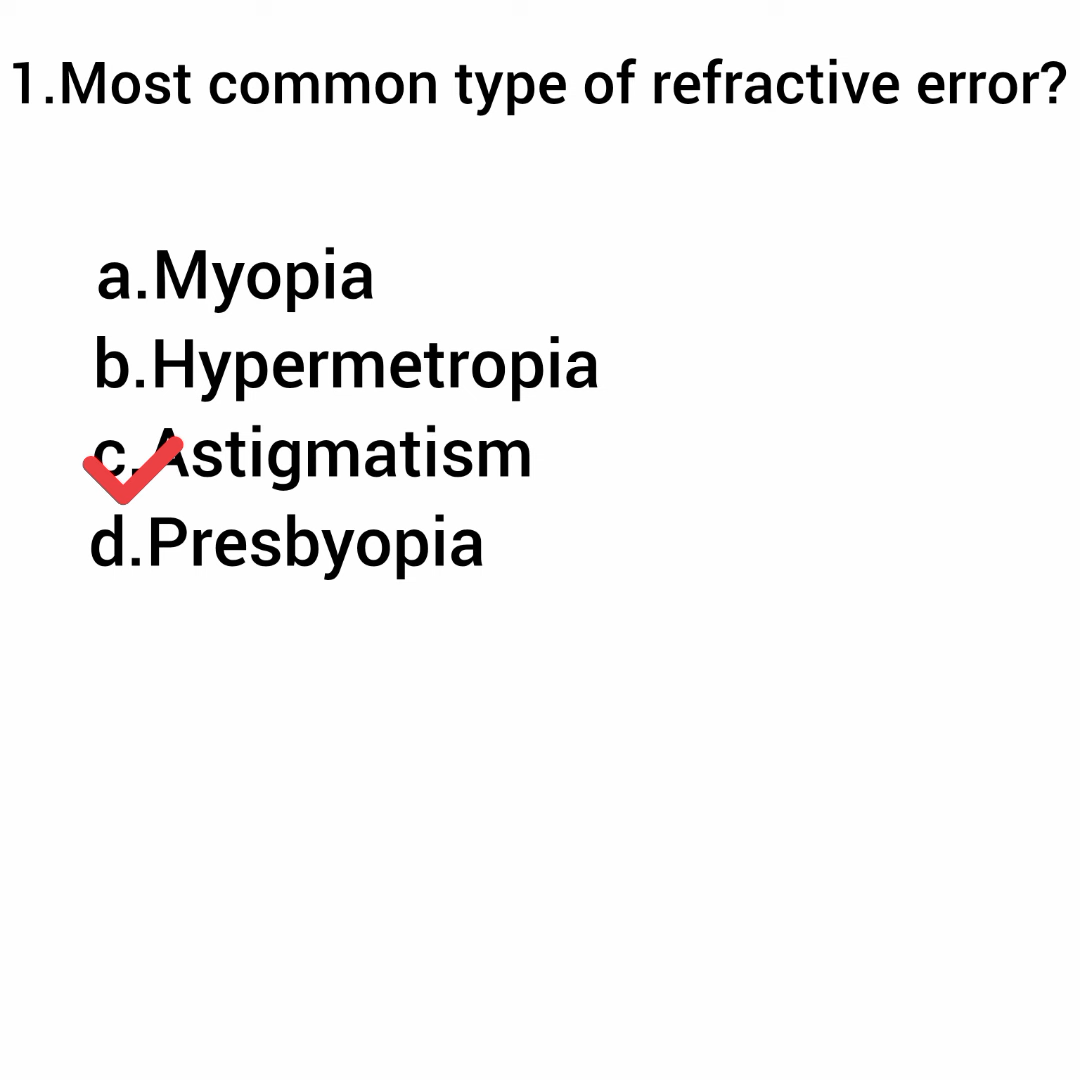 1.Most common type of refractive error?
a.Myopia
b.Hypermetropia
c.Astigmatism
d.Presbyopia